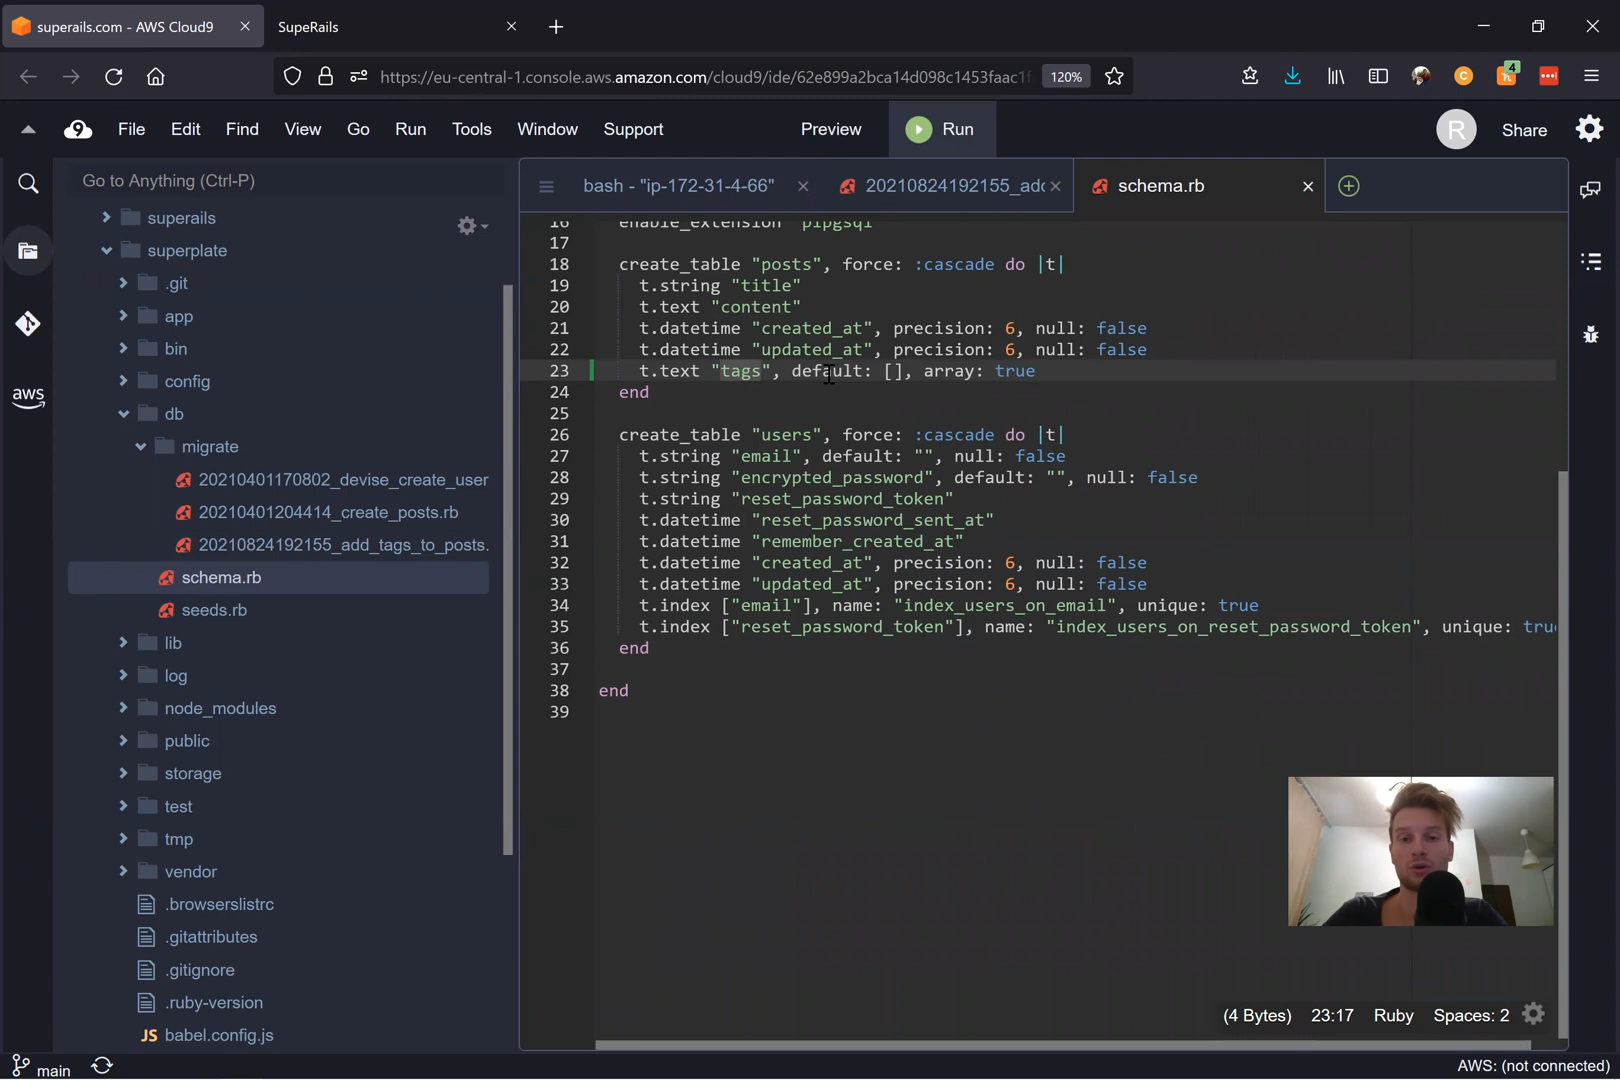 superails.com - AWS Cloud9
SupeRails
https://eu-central-1.console.aws.amazon.com/cloud9/ide/62e899a2bca14d098c1453faac1f
120%
4
File Edit Find View Go Run Tools Window Support
Preview
Run
R
Share
Go to Anything (Ctrl-P)
bash - "ip-172-31-4-66"
20210824192155_add
schema.rb
aws
superails
superplate
.git
app
bin
config
db
migrate
20210401170802_devise_create_user
20210401204414_create_posts.rb
20210824192155_add_tags_to_posts.
schema.rb
seeds.rb
lib
log
node_modules
public
storage
test
tmp
vendor
.browserslistrc
.gitattributes
.gitignore
.ruby-version
JS babel.config.js
16 enable_extension "plpgsql"
17
18 create_table "posts", force: :cascade do |t|
19 t.string "title"
20 t.text "content"
21 t.datetime "created_at", precision: 6, null: false
22 t.datetime "updated_at", precision: 6, null: false
23 t.text "tags", default: [], array: true
24 end
25
26 create_table "users", force: :cascade do |t|
27 t.string "email", default: "", null: false
28 t.string "encrypted_password", default: "", null: false
29 t.string "reset_password_token"
30 t.datetime "reset_password_sent_at"
31 t.datetime "remember_created_at"
32 t.datetime "created_at", precision: 6, null: false
33 t.datetime "updated_at", precision: 6, null: false
34 t.index ["email"], name: "index_users_on_email", unique: true
35 t.index ["reset_password_token"], name: "index_users_on_reset_password_token", unique: tru
36 end
37
38 end
39
(4 Bytes) 23:17 Ruby Spaces: 2
main
AWS: (not connected)